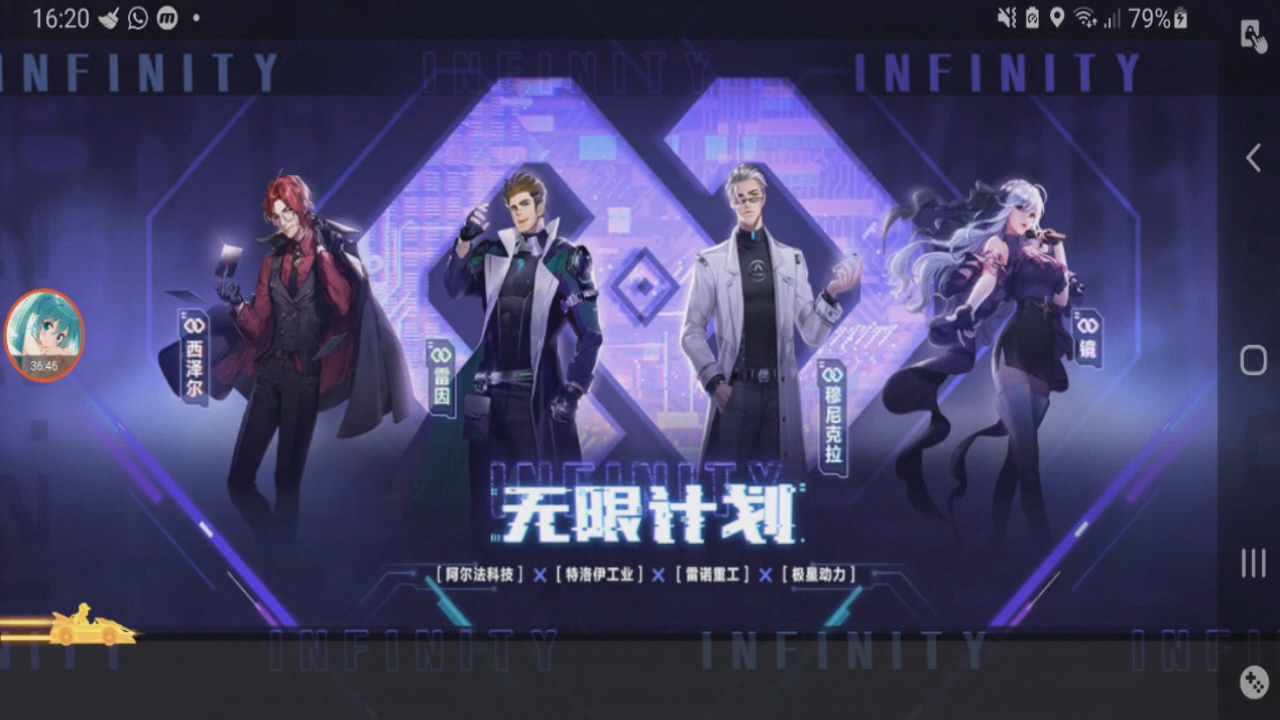 16:20
79%
INFINITY
INFINITY
INFINITY
36:45
西泽尔
雷因
穆尼克拉
镜
INFINITY
无限计划
[ 阿尔法科技 ] × [ 特洛伊工业 ] × [ 雷诺重工 ] × [ 极星动力 ]
INFINITY
INFINITY
INFI